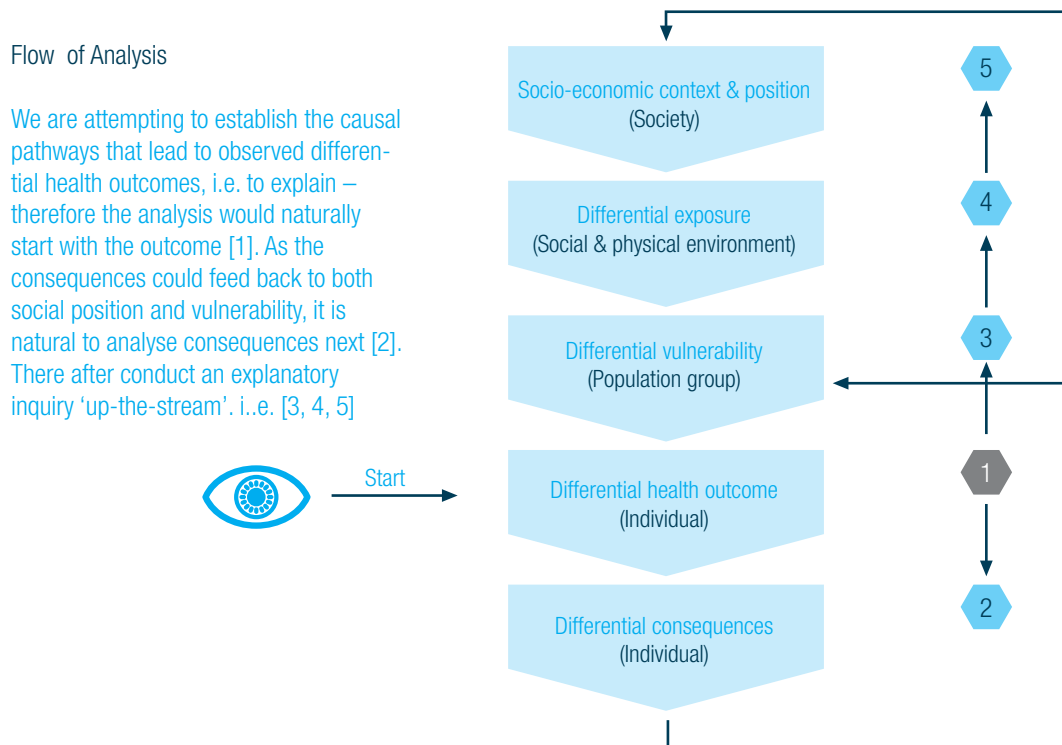 Flow of Analysis
We are attempting to establish the causal
pathways that lead to observed differen-
tial health outcomes, i.e. to explain –
therefore the analysis would naturally
start with the outcome [1]. As the
consequences could feed back to both
social position and vulnerability, it is
natural to analyse consequences next [2].
There after conduct an explanatory
inquiry ‘up-the-stream’. i..e. [3, 4, 5]
Start
Socio-economic context & position
(Society)
Differential exposure
(Social & physical environment)
Differential vulnerability
(Population group)
Differential health outcome
(Individual)
Differential consequences
(Individual)
5
4
3
1
2